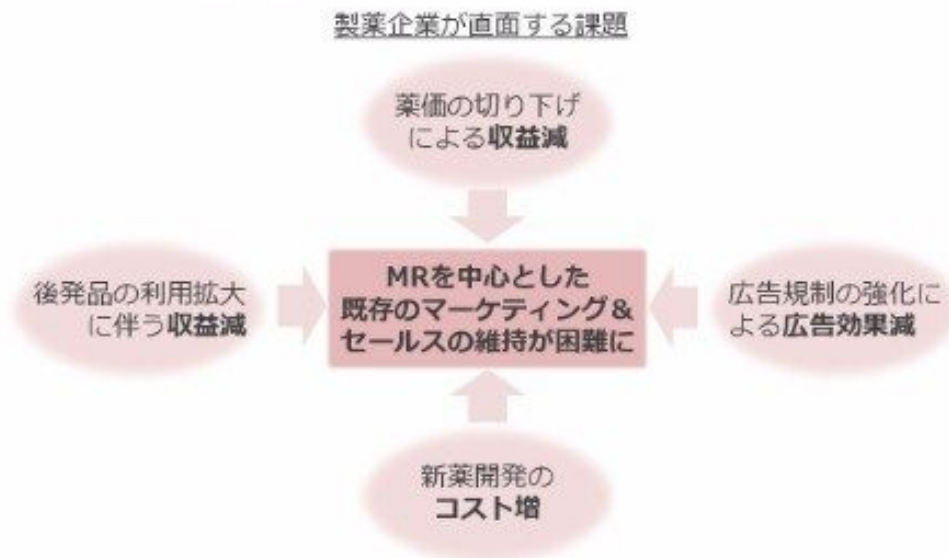 製薬企業が直面する課題
薬価の切り下げ
による収益減
後発品の利用拡大
に伴う収益減
MRを中心とした
既存のマーケティング&
セールスの維持が困難に
広告規制の強化に
よる広告効果減
新薬開発の
コスト増